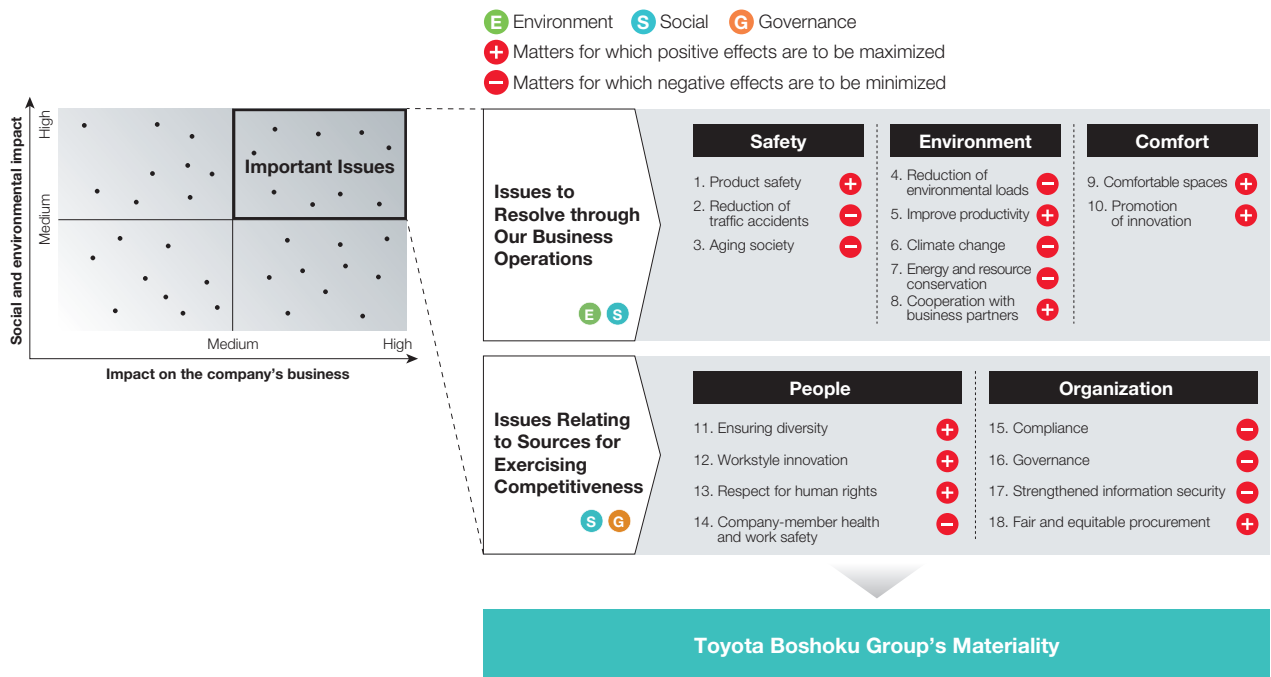 E Environment S Social G Governance
+ Matters for which positive effects are to be maximized
− Matters for which negative effects are to be minimized
Social and environmental impact
High
Medium
Important Issues
Medium High
Impact on the company's business
Issues to
Resolve through
Our Business
Operations
E S
Safety
1. Product safety +
2. Reduction of
traffic accidents −
3. Aging society −
Environment
4. Reduction of
environmental loads −
5. Improve productivity +
6. Climate change −
7. Energy and resource
conservation −
8. Cooperation with
business partners +
Comfort
9. Comfortable spaces +
10. Promotion
of innovation +
Issues Relating
to Sources for
Exercising
Competitiveness
S G
People
11. Ensuring diversity +
12. Workstyle innovation +
13. Respect for human rights +
14. Company-member health
and work safety −
Organization
15. Compliance −
16. Governance −
17. Strengthened information security −
18. Fair and equitable procurement +
Toyota Boshoku Group's Materiality